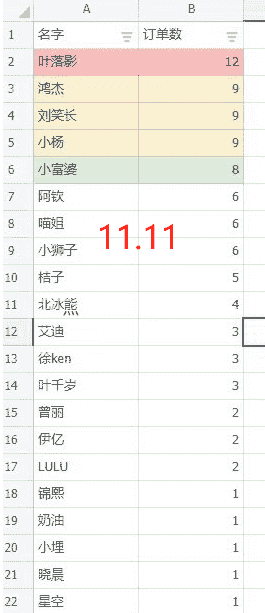 A B
1 名字 订单数
2 叶落影 12
3 鸿杰 9
4 刘笑长 9
5 小杨 9
6 小富婆 8
7 阿钦 6
8 喵姐 6
9 小狮子 6
11.11
10 桔子 5
11 北冰熊 4
12 艾迪 3
13 徐ken 3
14 叶千岁 3
15 曾丽 2
16 伊亿 2
17 LULU 2
18 锦熙 1
19 奶油 1
20 小埋 1
21 晓晨 1
22 星空 1